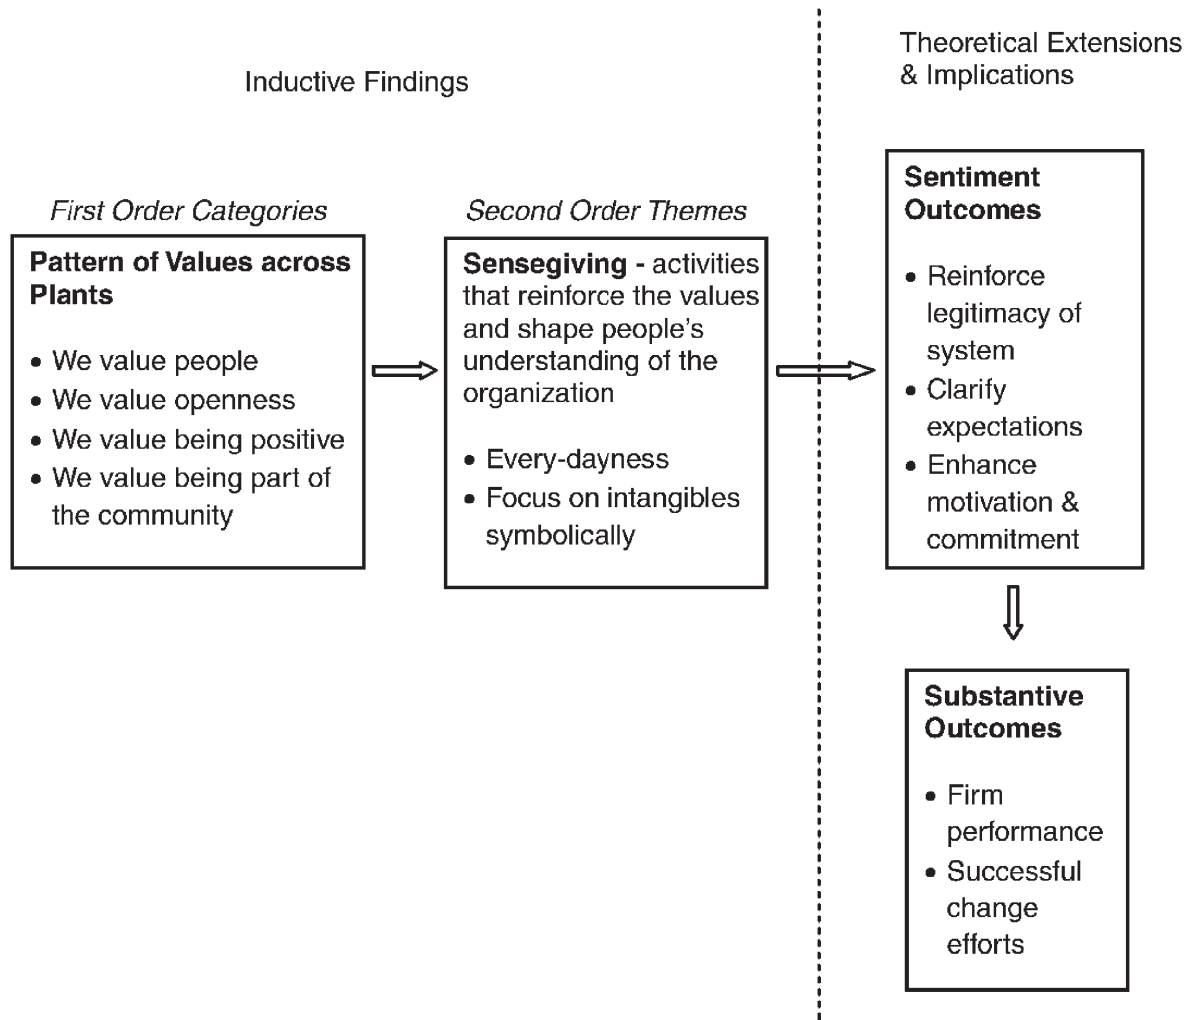 Inductive Findings
Theoretical Extensions
& Implications
First Order Categories
Pattern of Values across
Plants
• We value people
• We value openness
• We value being positive
• We value being part of
the community
Second Order Themes
Sensegiving - activities
that reinforce the values
and shape people's
understanding of the
organization
• Every-dayness
• Focus on intangibles
symbolically
Sentiment
Outcomes
• Reinforce
legitimacy of
system
• Clarify
expectations
• Enhance
motivation &
commitment
Substantive
Outcomes
• Firm
performance
• Successful
change
efforts